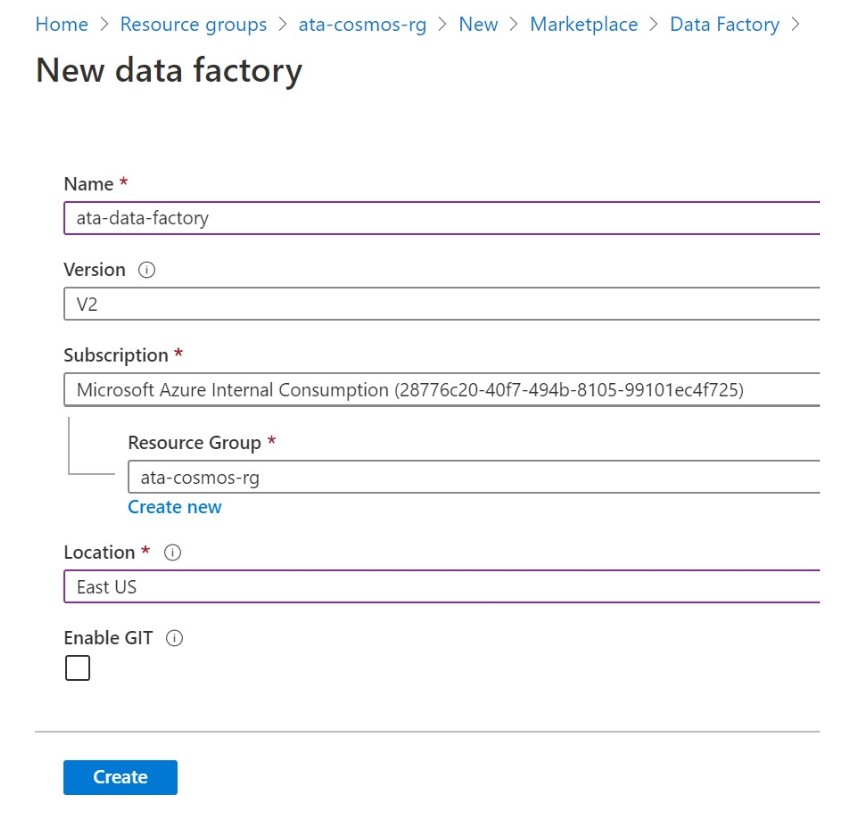 Home > Resource groups > ata-cosmos-rg > New > Marketplace > Data Factory >
New data factory
Name *
ata-data-factory
Version
V2
Subscription *
Microsoft Azure Internal Consumption (28776c20-40f7-494b-8105-99101ec4f725)
Resource Group *
ata-cosmos-rg
Create new
Location *
East US
Enable GIT
Create